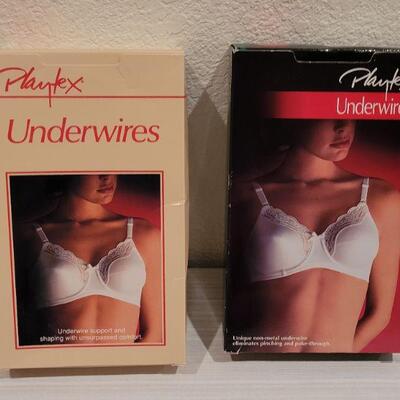 Playtex
Underwires
Underwire support and
shaping with unsurpassed comfort.
Playtex
Underwire
Unique non-metal underwire
eliminates pinching and poke-through.